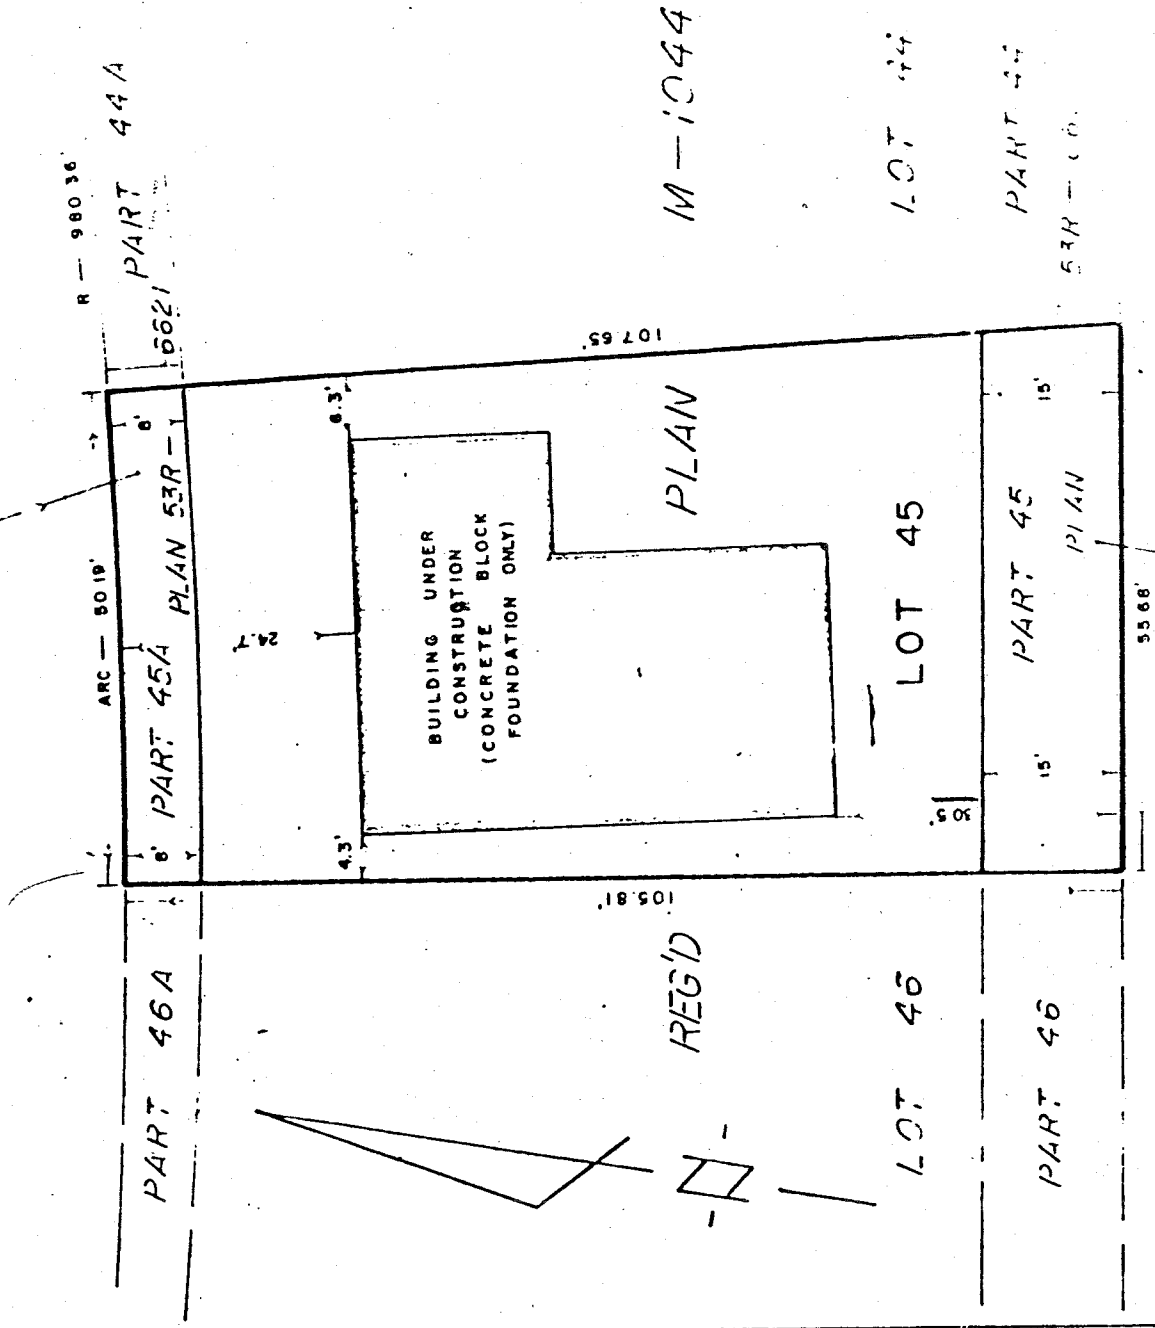 R — 980 36'
PART 44A
ARC — 50 19'
8'
8'
PART 45A
PLAN 53R — 5621
PART 46A
24.7'
6.3'
4.3'
BUILDING UNDER
CONSTRUCTION
(CONCRETE BLOCK
FOUNDATION ONLY)
107.65'
105.81'
REG'D PLAN M — 1044
LOT 46
LOT 45
LOT 44
30.5'
15'
15'
PART 46
PART 45
PART 44
PLAN 53R —
55 68'